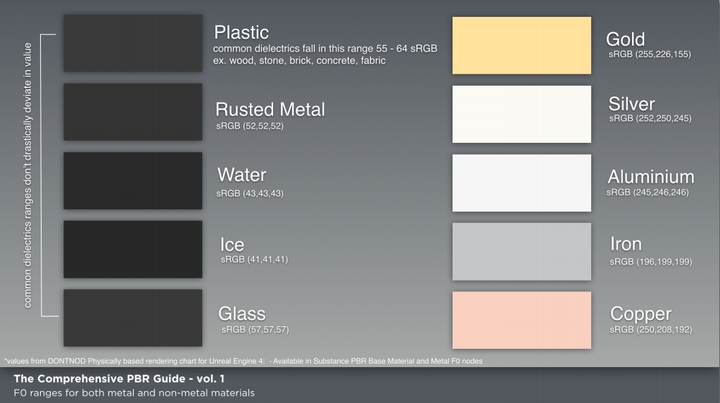 common dielectrics ranges don't drastically deviate in value
Plastic
common dielectrics fall in this range 55 - 64 sRGB
ex. wood, stone, brick, concrete, fabric
Rusted Metal
sRGB (52,52,52)
Water
sRGB (43,43,43)
Ice
sRGB (41,41,41)
Glass
sRGB (57,57,57)
Gold
sRGB (255,226,155)
Silver
sRGB (252,250,245)
Aluminium
sRGB (245,246,246)
Iron
sRGB (196,199,199)
Copper
sRGB (250,208,192)
*values from DONTNOD Physically based rendering chart for Unreal Engine 4: - Available in Substance PBR Base Material and Metal F0 nodes
The Comprehensive PBR Guide - vol. 1
F0 ranges for both metal and non-metal materials